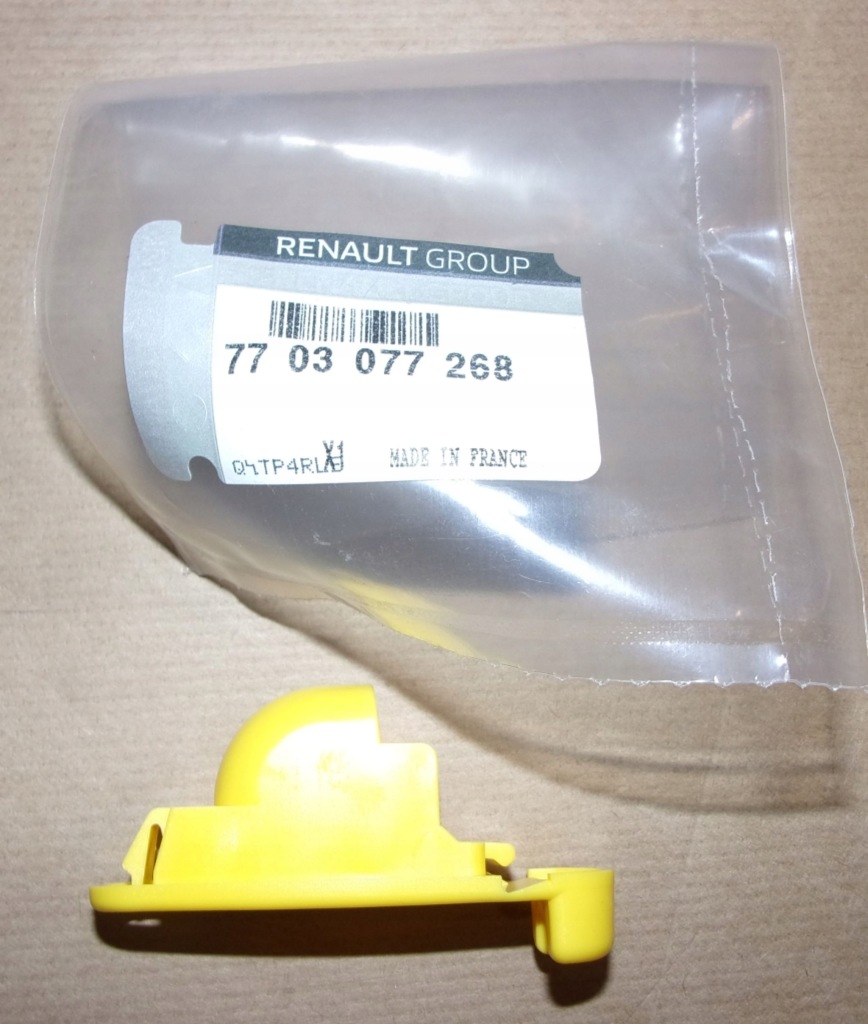 RENAULT GROUP
77 03 077 268
MADE IN FRANCE